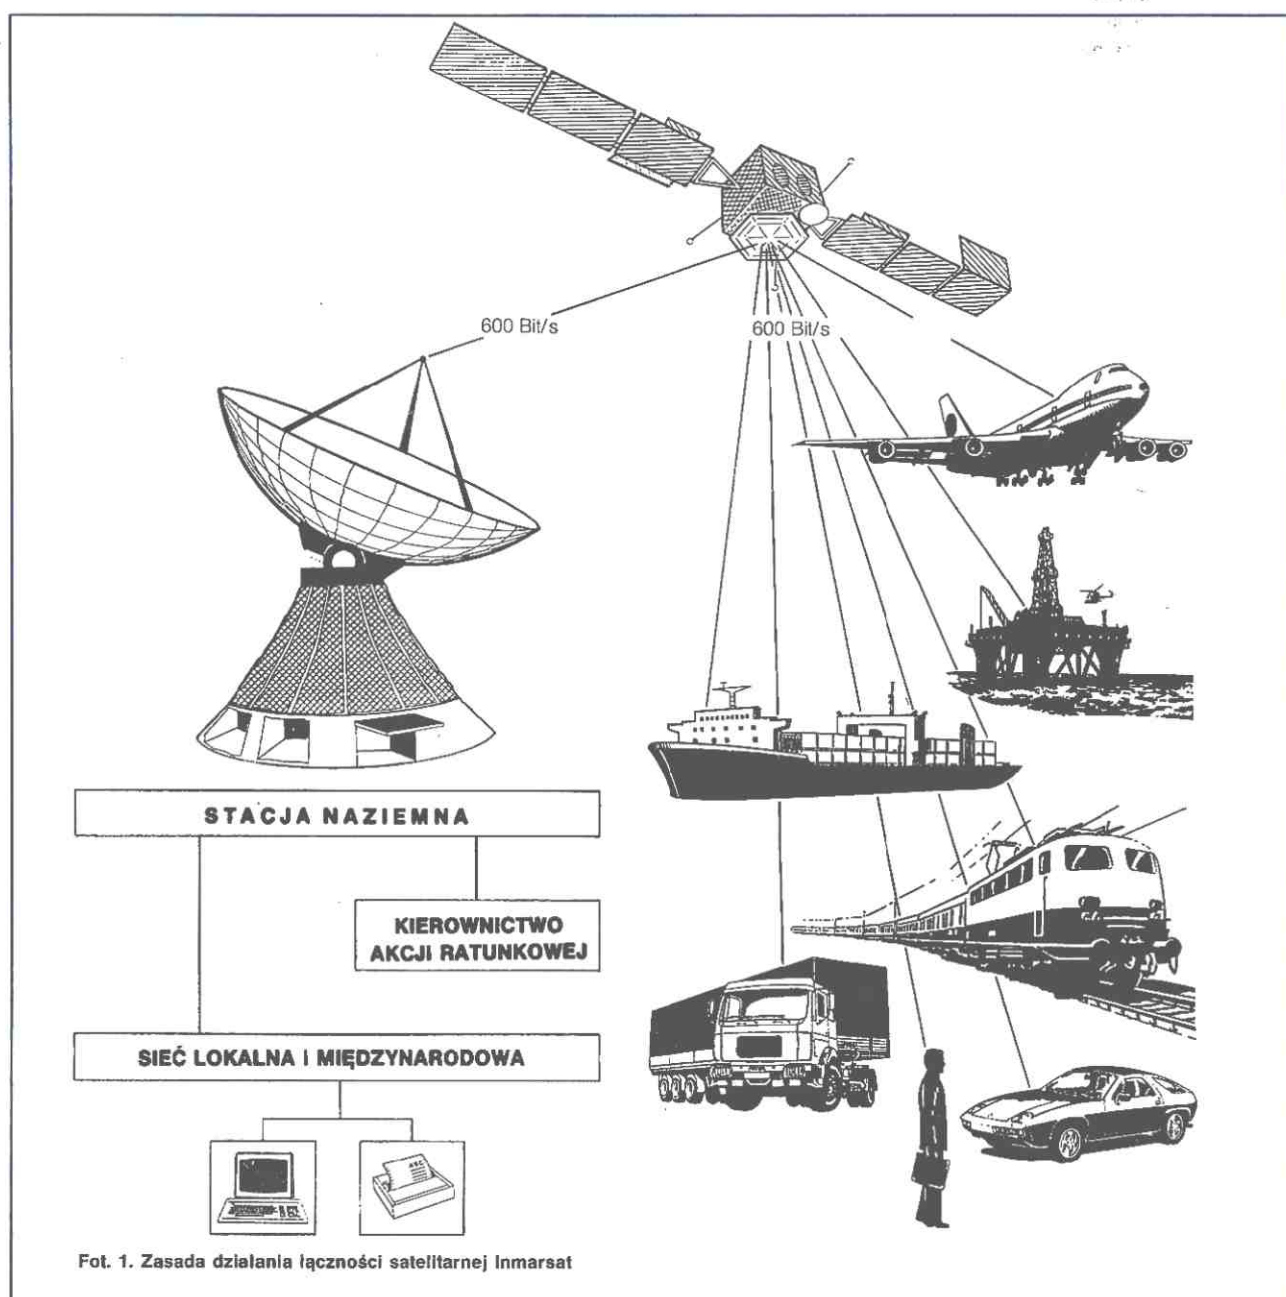 600 Bit/s
600 Bit/s
STACJA NAZIEMNA
KIEROWNICTWO
AKCJI RATUNKOWEJ
SIEĆ LOKALNA I MIĘDZYNARODOWA
ABC
Fot. 1. Zasada działania łączności satelitarnej Inmarsat